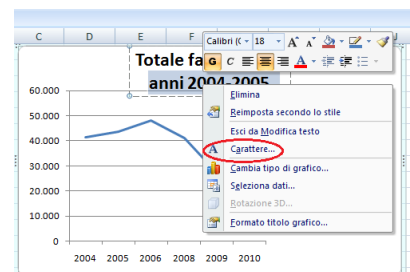 C D E F J
Calibri (C 18 A A
G C A
Totale fa
anni 2004-2005
Elimina
Reimposta secondo lo stile
Esci da Modifica testo
A Carattere...
Cambia tipo di grafico...
Seleziona dati...
Rotazione 3D...
Formato titolo grafico...
60.000
50.000
40.000
30.000
20.000
10.000
0
2004 2005 2006 2008 2009 2010